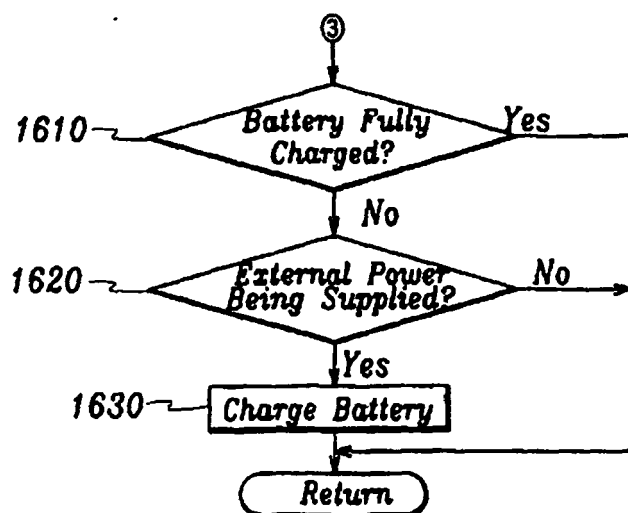 3
1610
Battery Fully
Charged?
Yes
No
1620
External Power
Being Supplied?
No
Yes
1630
Charge Battery
Return